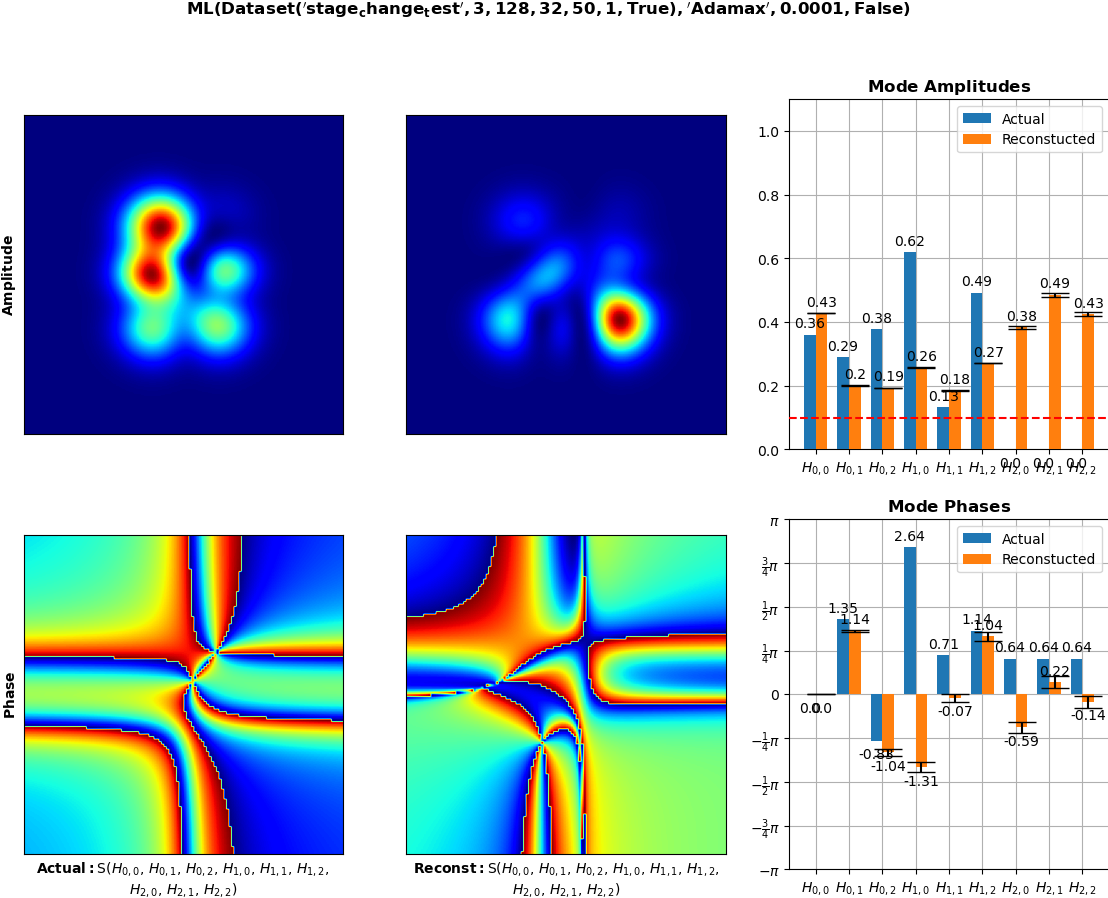 ML(Dataset('stage_change_test', 3, 128, 32, 50, 1, True), 'Adamax', 0.0001, False)
Amplitude
Mode Amplitudes
Actual
Reconstucted
1.0
0.8
0.6
0.4
0.2
0.0
0.36
0.29
0.38
0.62
0.13
0.49
0.0
0.0
0.0
0.43
0.2
0.19
0.26
0.18
0.27
0.38
0.49
0.43
H0,0 H0,1 H0,2 H1,0 H1,1 H1,2 H2,0 H2,1 H2,2
Phase
Actual: S(H0,0, H0,1, H0,2, H1,0, H1,1, H1,2,
H2,0, H2,1, H2,2)
Reconst: S(H0,0, H0,1, H0,2, H1,0, H1,1, H1,2,
H2,0, H2,1, H2,2)
Mode Phases
Actual
Reconstucted
π
3/4π
1/2π
1/4π
0
−1/4π
−1/2π
−3/4π
−π
0.0
1.35
-0.83
2.64
0.71
1.14
0.64
0.64
0.64
0.0
1.14
-1.04
-1.31
-0.07
1.04
-0.59
0.22
-0.14
H0,0 H0,1 H0,2 H1,0 H1,1 H1,2 H2,0 H2,1 H2,2